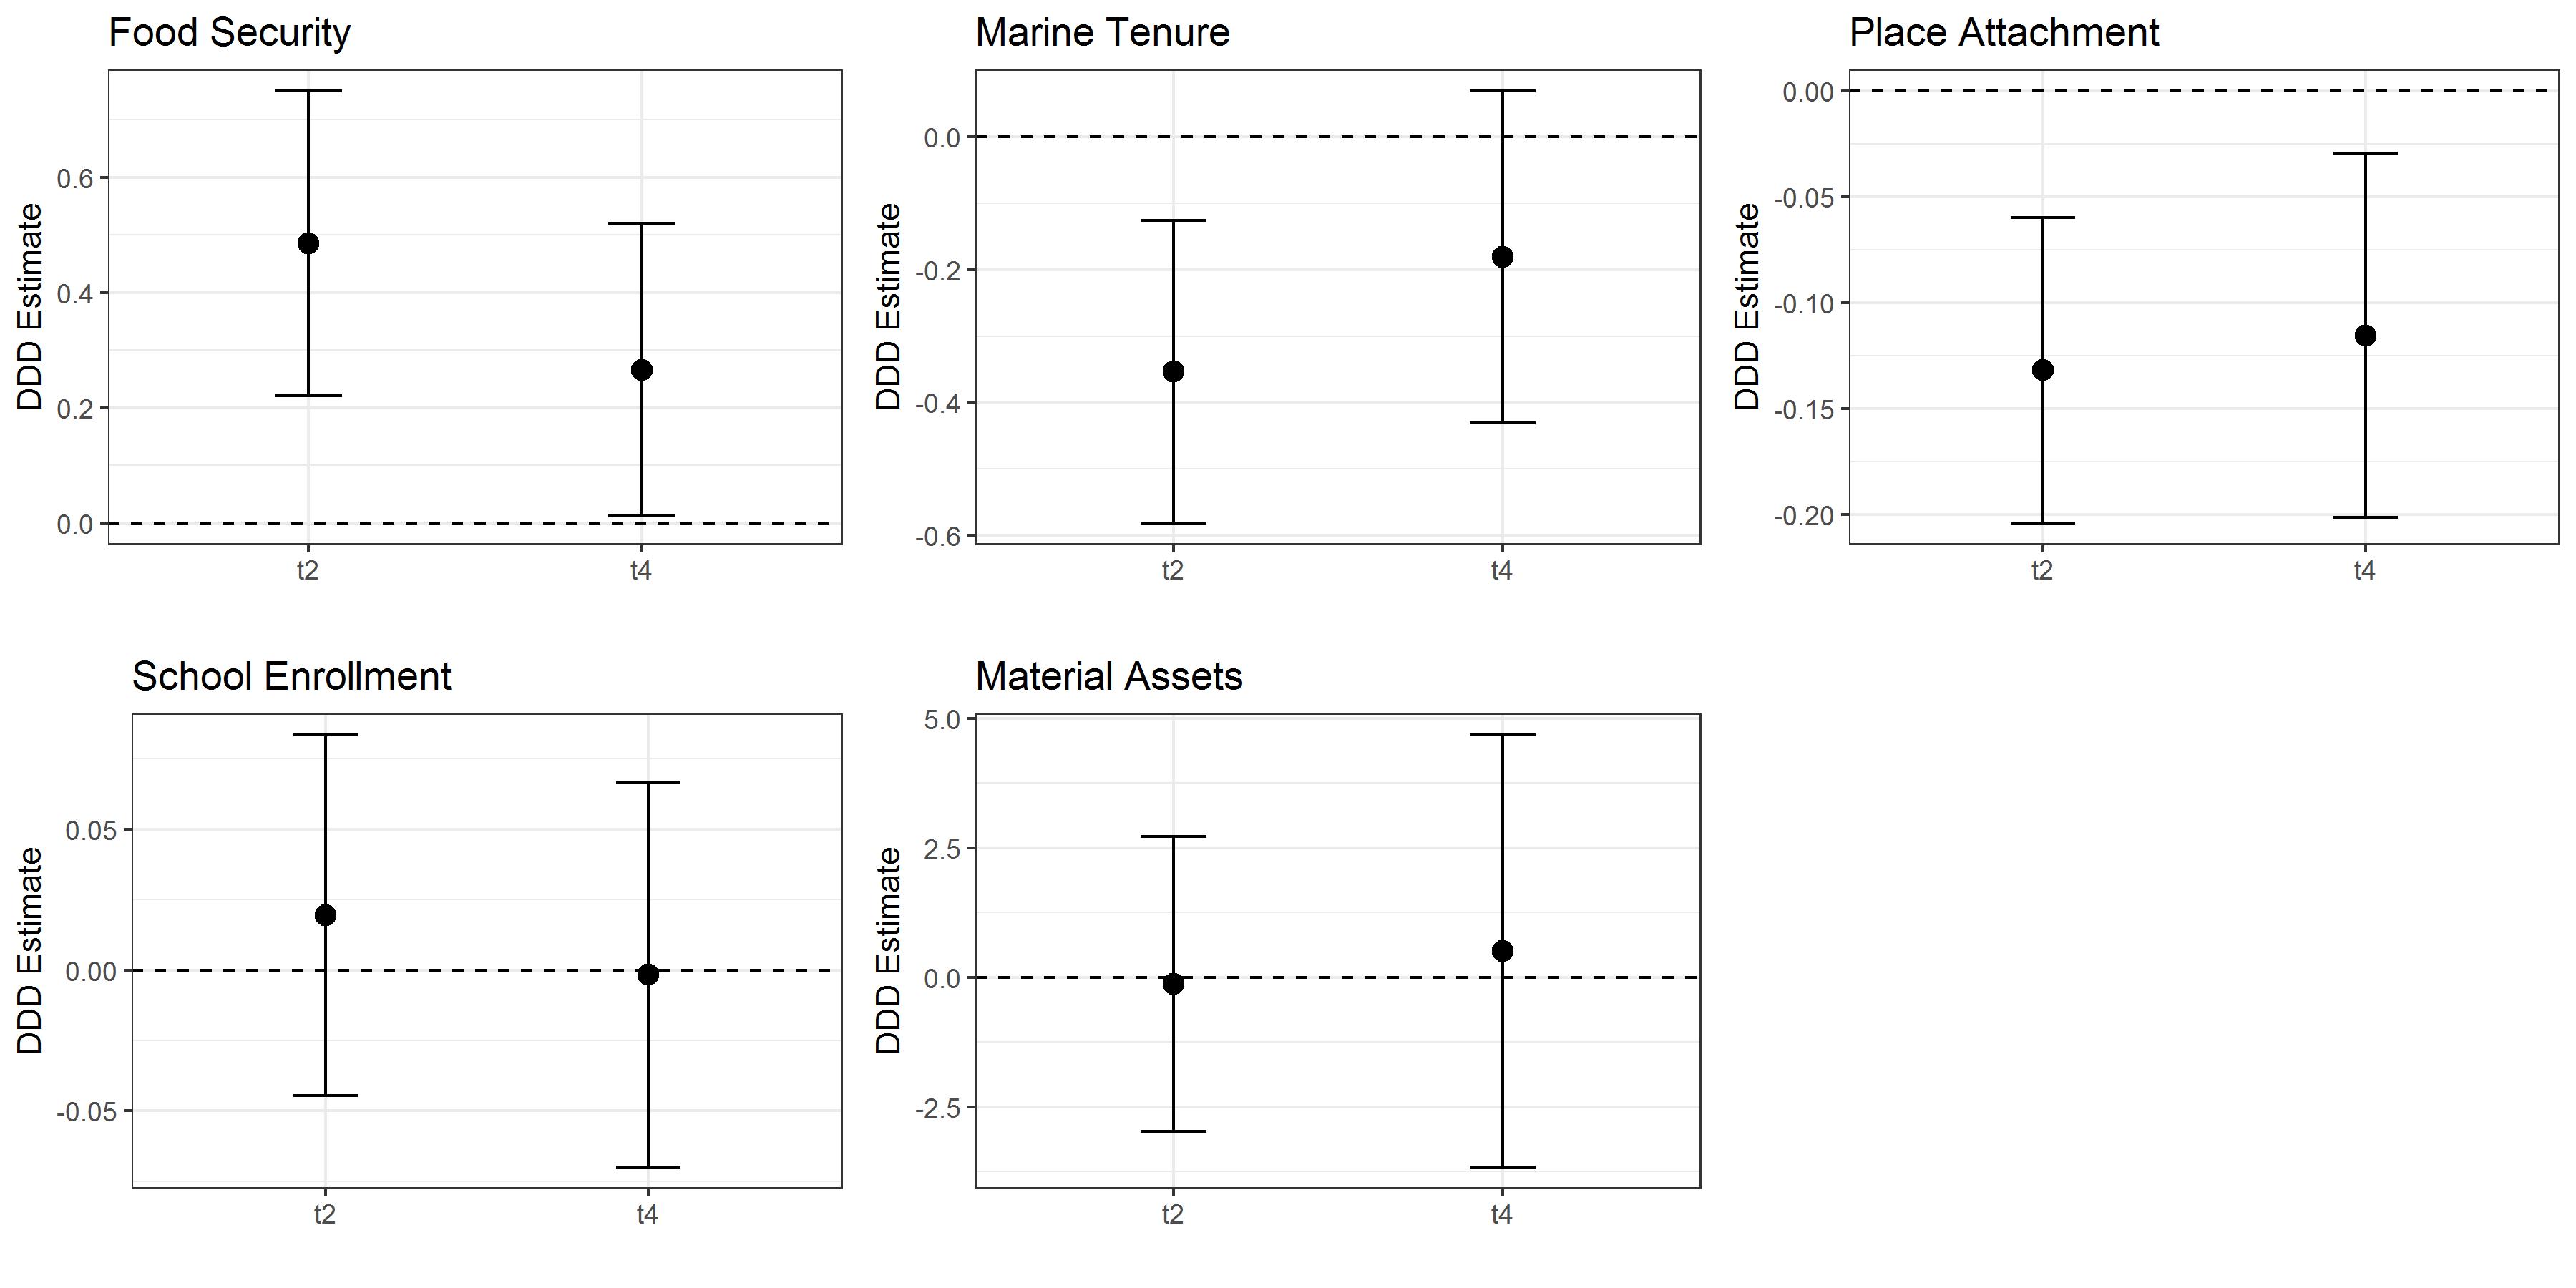 Food Security
DDD Estimate
0.6
0.4
0.2
0.0
t2 t4
Marine Tenure
DDD Estimate
0.0
-0.2
-0.4
-0.6
t2 t4
Place Attachment
DDD Estimate
0.00
-0.05
-0.10
-0.15
-0.20
t2 t4
School Enrollment
DDD Estimate
0.05
0.00
-0.05
t2 t4
Material Assets
DDD Estimate
5.0
2.5
0.0
-2.5
t2 t4